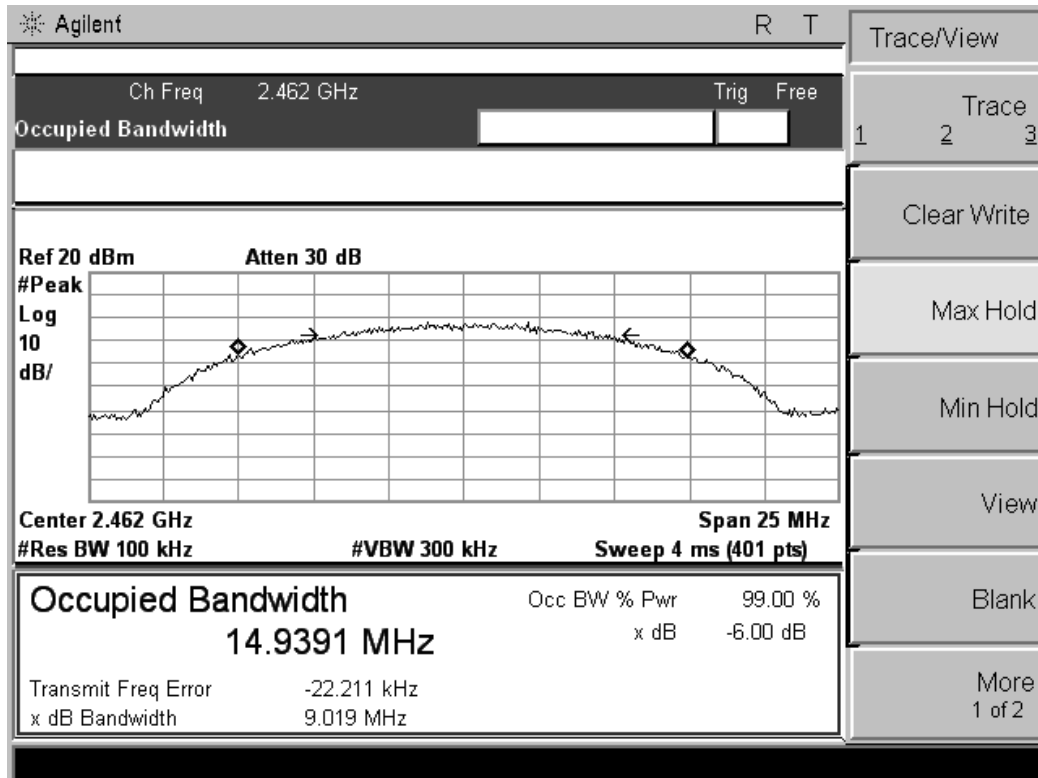 Agilent R T
Ch Freq 2.462 GHz Trig Free
Occupied Bandwidth
Ref 20 dBm Atten 30 dB
#Peak
Log
10
dB/
Center 2.462 GHz Span 25 MHz
#Res BW 100 kHz #VBW 300 kHz Sweep 4 ms (401 pts)
Occupied Bandwidth
14.9391 MHz
Occ BW % Pwr 99.00 %
x dB -6.00 dB
Transmit Freq Error -22.211 kHz
x dB Bandwidth 9.019 MHz
Trace/View
Trace
1 2 3
Clear Write
Max Hold
Min Hold
View
Blank
More
1 of 2